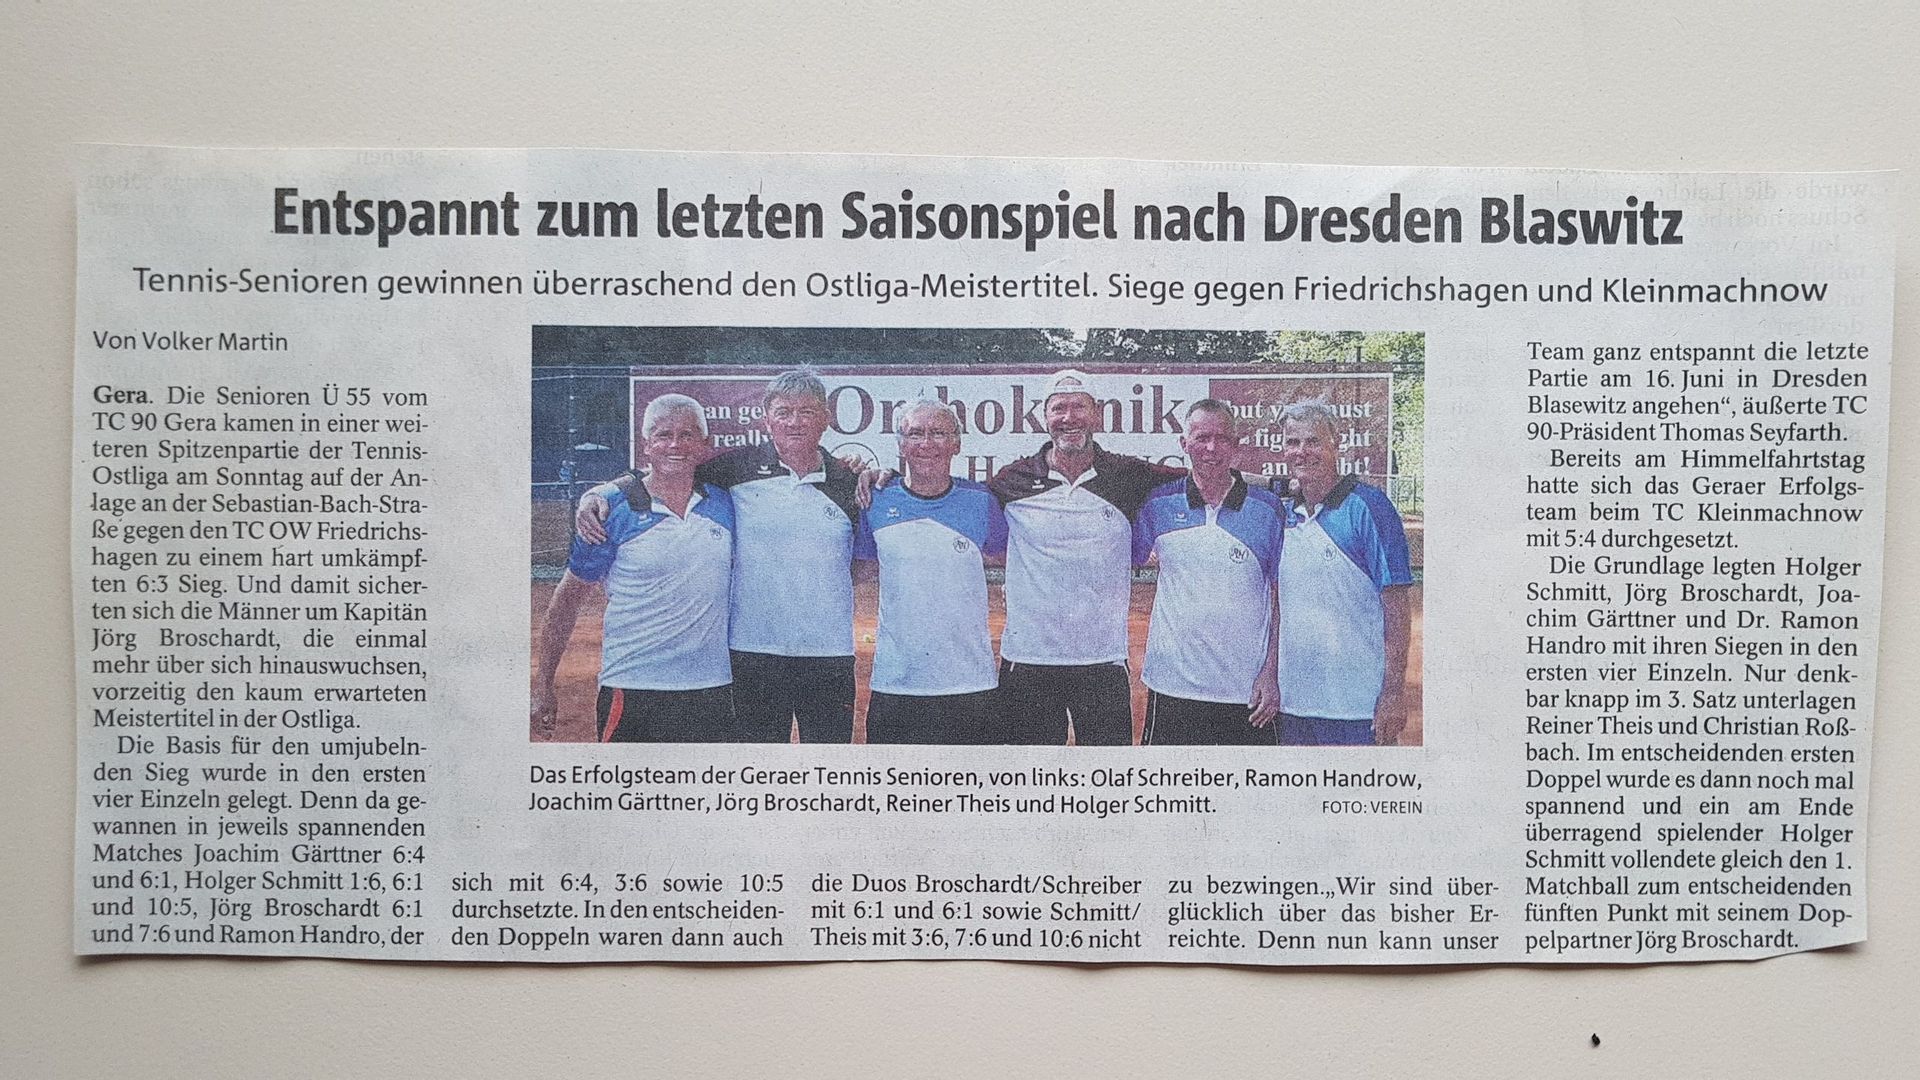 Entspannt zum letzten Saisonspiel nach Dresden Blaswitz
Tennis-Senioren gewinnen überraschend den Ostliga-Meistertitel. Siege gegen Friedrichshagen und Kleinmachnow
Von Volker Martin
Gera. Die Senioren Ü 55 vom
TC 90 Gera kamen in einer wei-
teren Spitzenpartie der Tennis-
Ostliga am Sonntag auf der An-
lage an der Sebastian-Bach-Stra-
ße gegen den TC OW Friedrichs-
hagen zu einem hart umkämpf-
ten 6:3 Sieg. Und damit sicher-
ten sich die Männer um Kapitän
Jörg Broschardt, die einmal
mehr über sich hinauswuchsen,
vorzeitig den kaum erwarteten
Meistertitel in der Ostliga.
Die Basis für den umjubeln-
den Sieg wurde in den ersten
vier Einzeln gelegt. Denn da ge-
wannen in jeweils spannenden
Matches Joachim Gärttner 6:4
und 6:1, Holger Schmitt 1:6, 6:1
und 10:5, Jörg Broschardt 6:1
und 7:6 und Ramon Handro, der
an
really
but
fig
ght
an
bt!
Das Erfolgsteam der Geraer Tennis Senioren, von links: Olaf Schreiber, Ramon Handrow,
Joachim Gärttner, Jörg Broschardt, Reiner Theis und Holger Schmitt.
FOTO: VEREIN
sich mit 6:4, 3:6 sowie 10:5
durchsetzte. In den entscheiden-
den Doppeln waren dann auch
die Duos Broschardt/Schreiber
mit 6:1 und 6:1 sowie Schmitt/
Theis mit 3:6, 7:6 und 10:6 nicht
zu bezwingen.„Wir sind über-
glücklich über das bisher Er-
reichte. Denn nun kann unser
Team ganz entspannt die letzte
Partie am 16. Juni in Dresden
Blasewitz angehen“, äußerte TC
90-Präsident Thomas Seyfarth.
Bereits am Himmelfahrtstag
hatte sich das Geraer Erfolgs-
team beim TC Kleinmachnow
mit 5:4 durchgesetzt.
Die Grundlage legten Holger
Schmitt, Jörg Broschardt, Joa-
chim Gärttner und Dr. Ramon
Handro mit ihren Siegen in den
ersten vier Einzeln. Nur denk-
bar knapp im 3. Satz unterlagen
Reiner Theis und Christian Roß-
bach. Im entscheidenden ersten
Doppel wurde es dann noch mal
spannend und ein am Ende
überragend spielender Holger
Schmitt vollendete gleich den 1.
Matchball zum entscheidenden
fünften Punkt mit seinem Dop-
pelpartner Jörg Broschardt.